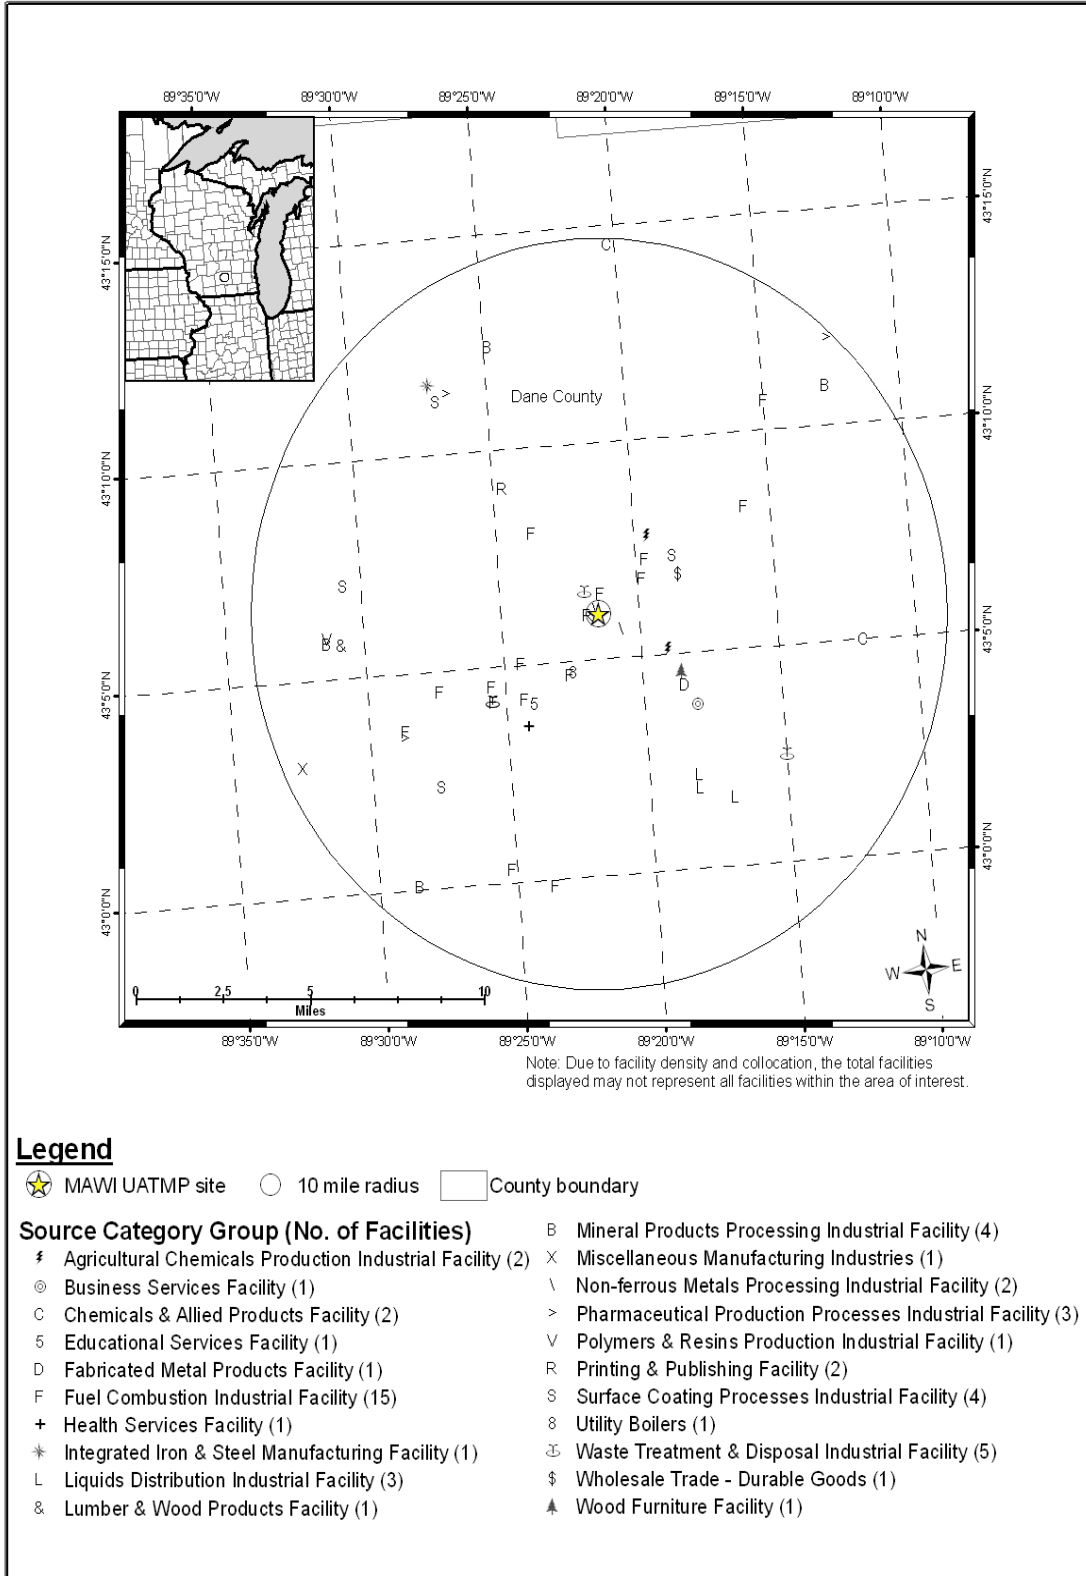 89°35'0"W 89°30'0"W 89°25'0"W 89°20'0"W 89°15'0"W 89°10'0"W
43°15'0"N
43°15'0"N
C
>
B
Dane County
B
S >
F
43°10'0"N
43°10'0"N
R
F
F
F
S
F
$
S
F
F
\
V
B &
C
43°5'0"N
F
F 8
D
43°5'0"N
F
F
F 5
F
>
X
S
L
L
L
F
B
F
43°0'0"N
43°0'0"N
N
W E
S
0 2.5 5 10
Miles
89°35'0"W 89°30'0"W 89°25'0"W 89°20'0"W 89°15'0"W 89°10'0"W
Note: Due to facility density and collocation, the total facilities
displayed may not represent all facilities within the area of interest.
Legend
MAWI UATMP site 10 mile radius County boundary
Source Category Group (No. of Facilities)
Agricultural Chemicals Production Industrial Facility (2)
Business Services Facility (1)
C Chemicals & Allied Products Facility (2)
5 Educational Services Facility (1)
D Fabricated Metal Products Facility (1)
F Fuel Combustion Industrial Facility (15)
+ Health Services Facility (1)
Integrated Iron & Steel Manufacturing Facility (1)
L Liquids Distribution Industrial Facility (3)
& Lumber & Wood Products Facility (1)
B Mineral Products Processing Industrial Facility (4)
X Miscellaneous Manufacturing Industries (1)
\ Non-ferrous Metals Processing Industrial Facility (2)
> Pharmaceutical Production Processes Industrial Facility (3)
V Polymers & Resins Production Industrial Facility (1)
R Printing & Publishing Facility (2)
S Surface Coating Processes Industrial Facility (4)
8 Utility Boilers (1)
Waste Treatment & Disposal Industrial Facility (5)
$ Wholesale Trade - Durable Goods (1)
Wood Furniture Facility (1)